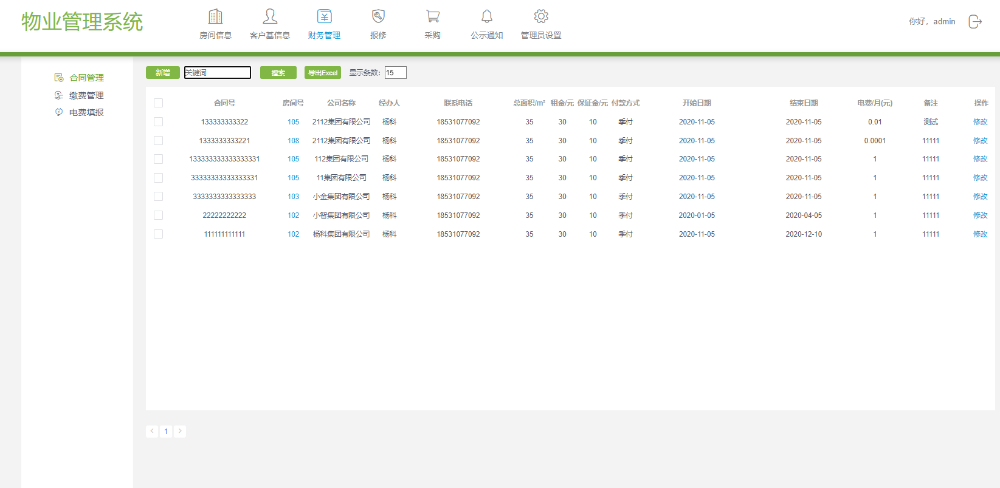 物业管理系统
房间信息 客户基信息 财务管理 报修 采购 公示通知 管理员设置
你好，admin
合同管理
缴费管理
电费填报
新增 关键词 搜索 导出Excel 显示条数: 15
合同号 房间号 公司名称 经办人 联系电话 总面积/m² 租金/元 保证金/元 付款方式 开始日期 结束日期 电费/月(元) 备注 操作
133333333322 105 2112集团有限公司 杨科 18531077092 35 30 10 季付 2020-11-05 2020-11-05 0.01 测试 修改
1333333333221 108 2112集团有限公司 杨科 18531077092 35 30 10 季付 2020-11-05 2020-11-05 0.0001 11111 修改
133333333333333331 105 112集团有限公司 杨科 18531077092 35 30 10 季付 2020-11-05 2020-11-05 1 11111 修改
33333333333333331 105 11集团有限公司 杨科 18531077092 35 30 10 季付 2020-11-05 2020-11-05 1 11111 修改
3333333333333333 103 小金集团有限公司 杨科 18531077092 35 30 10 季付 2020-11-05 2020-11-05 1 11111 修改
22222222222 102 小智集团有限公司 杨科 18531077092 35 30 10 季付 2020-01-05 2020-04-05 1 11111 修改
111111111111 102 杨科集团有限公司 杨科 18531077092 35 30 10 季付 2020-11-05 2020-12-10 1 11111 修改
< 1 >